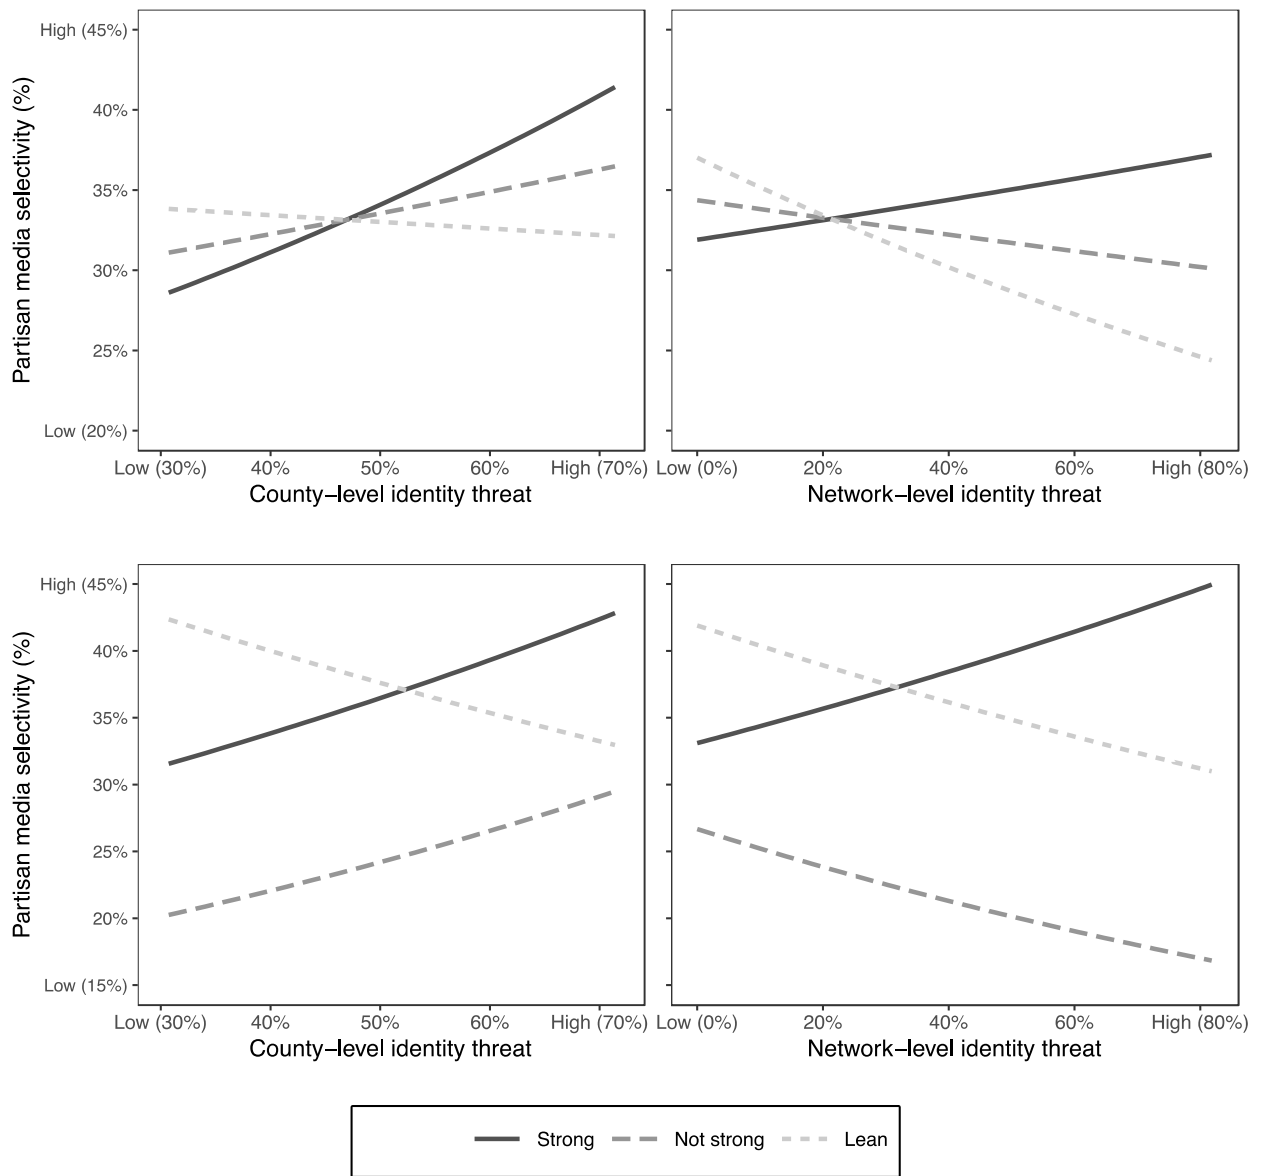 High (45%)
40%
35%
30%
25%
Low (20%)
Partisan media selectivity (%)
Low (30%) 40% 50% 60% High (70%)
County–level identity threat
Low (0%) 20% 40% 60% High (80%)
Network–level identity threat
High (45%)
40%
35%
30%
25%
20%
Low (15%)
Partisan media selectivity (%)
Low (30%) 40% 50% 60% High (70%)
County–level identity threat
Low (0%) 20% 40% 60% High (80%)
Network–level identity threat
Strong Not strong Lean